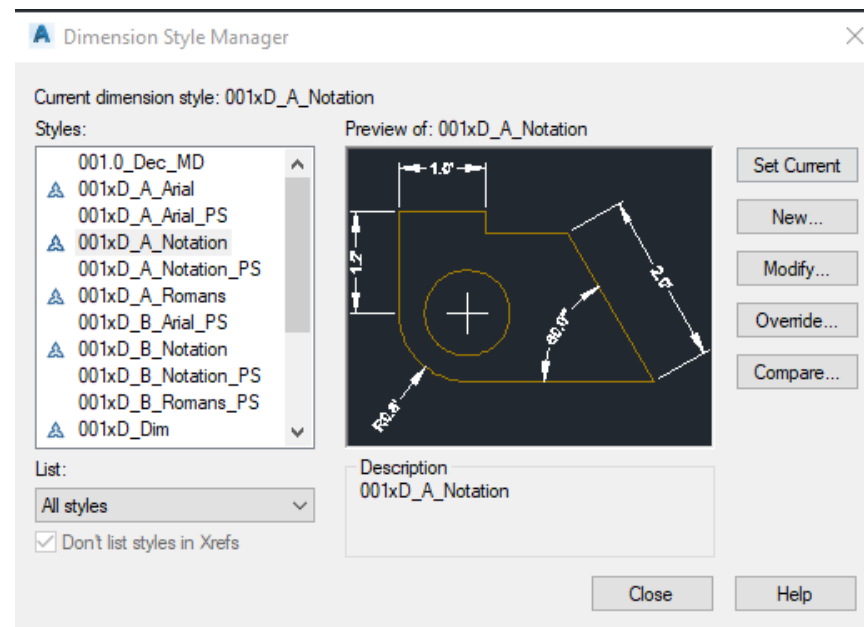 Dimension Style Manager
Current dimension style: 001xD_A_Notation
Styles:
001.0_Dec_MD
001xD_A_Arial
001xD_A_Arial_PS
001xD_A_Notation
001xD_A_Notation_PS
001xD_A_Romans
001xD_B_Arial_PS
001xD_B_Notation
001xD_B_Notation_PS
001xD_B_Romans_PS
001xD_Dim
List:
All styles
Don't list styles in Xrefs
Preview of: 001xD_A_Notation
1.0'
1.2'
2.0'
60.0°
R0.8'
Description
001xD_A_Notation
Set Current
New...
Modify...
Override...
Compare...
Close
Help